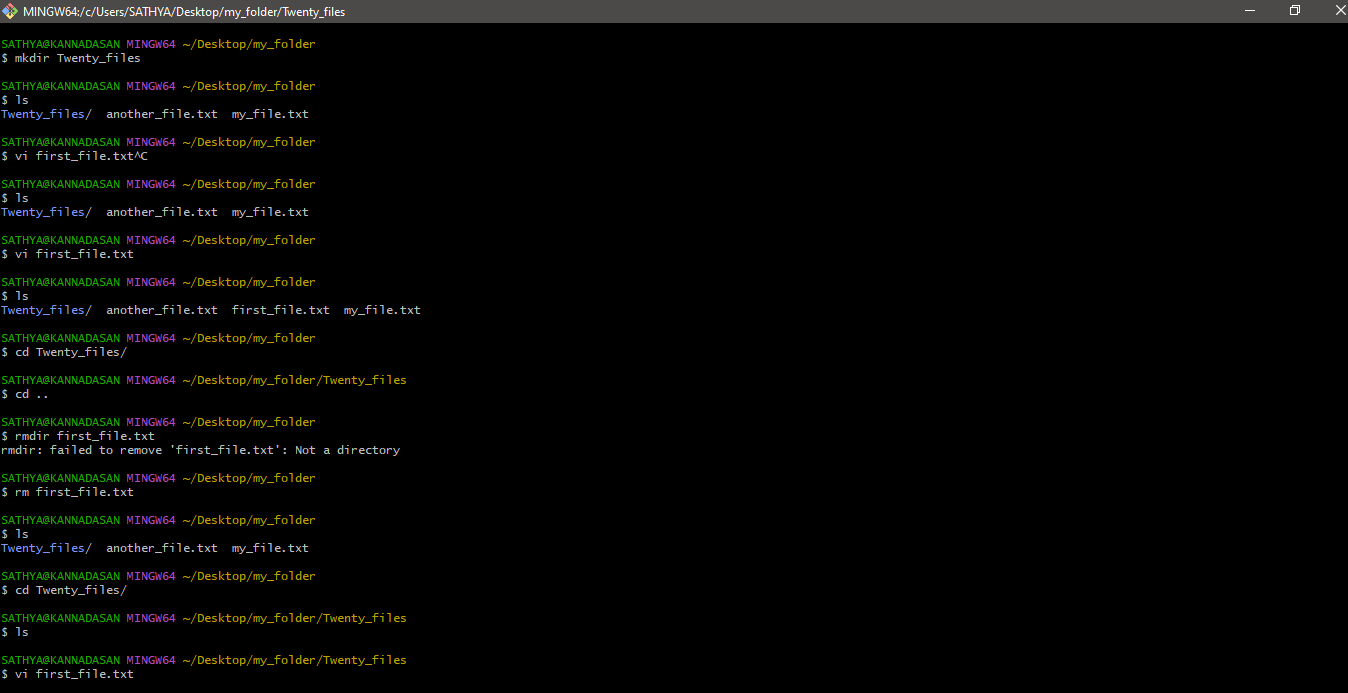 MINGW64:/c/Users/SATHYA/Desktop/my_folder/Twenty_files
SATHYA@KANNADASAN MINGW64 ~/Desktop/my_folder
$ mkdir Twenty_files
SATHYA@KANNADASAN MINGW64 ~/Desktop/my_folder
$ ls
Twenty_files/  another_file.txt  my_file.txt
SATHYA@KANNADASAN MINGW64 ~/Desktop/my_folder
$ vi first_file.txt^C
SATHYA@KANNADASAN MINGW64 ~/Desktop/my_folder
$ ls
Twenty_files/  another_file.txt  my_file.txt
SATHYA@KANNADASAN MINGW64 ~/Desktop/my_folder
$ vi first_file.txt
SATHYA@KANNADASAN MINGW64 ~/Desktop/my_folder
$ ls
Twenty_files/  another_file.txt  first_file.txt  my_file.txt
SATHYA@KANNADASAN MINGW64 ~/Desktop/my_folder
$ cd Twenty_files/
SATHYA@KANNADASAN MINGW64 ~/Desktop/my_folder/Twenty_files
$ cd ..
SATHYA@KANNADASAN MINGW64 ~/Desktop/my_folder
$ rmdir first_file.txt
rmdir: failed to remove 'first_file.txt': Not a directory
SATHYA@KANNADASAN MINGW64 ~/Desktop/my_folder
$ rm first_file.txt
SATHYA@KANNADASAN MINGW64 ~/Desktop/my_folder
$ ls
Twenty_files/  another_file.txt  my_file.txt
SATHYA@KANNADASAN MINGW64 ~/Desktop/my_folder
$ cd Twenty_files/
SATHYA@KANNADASAN MINGW64 ~/Desktop/my_folder/Twenty_files
$ ls
SATHYA@KANNADASAN MINGW64 ~/Desktop/my_folder/Twenty_files
$ vi first_file.txt